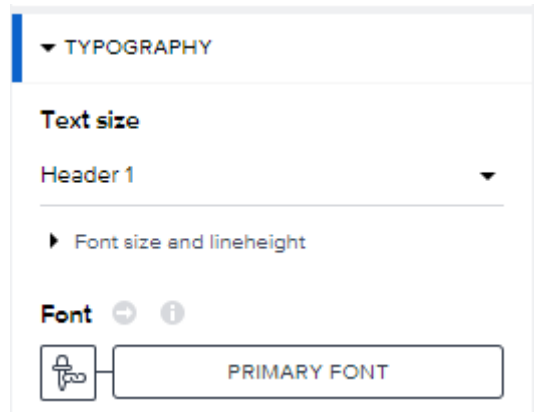 TYPOGRAPHY
Text size
Header 1
Font size and lineheight
Font
PRIMARY FONT